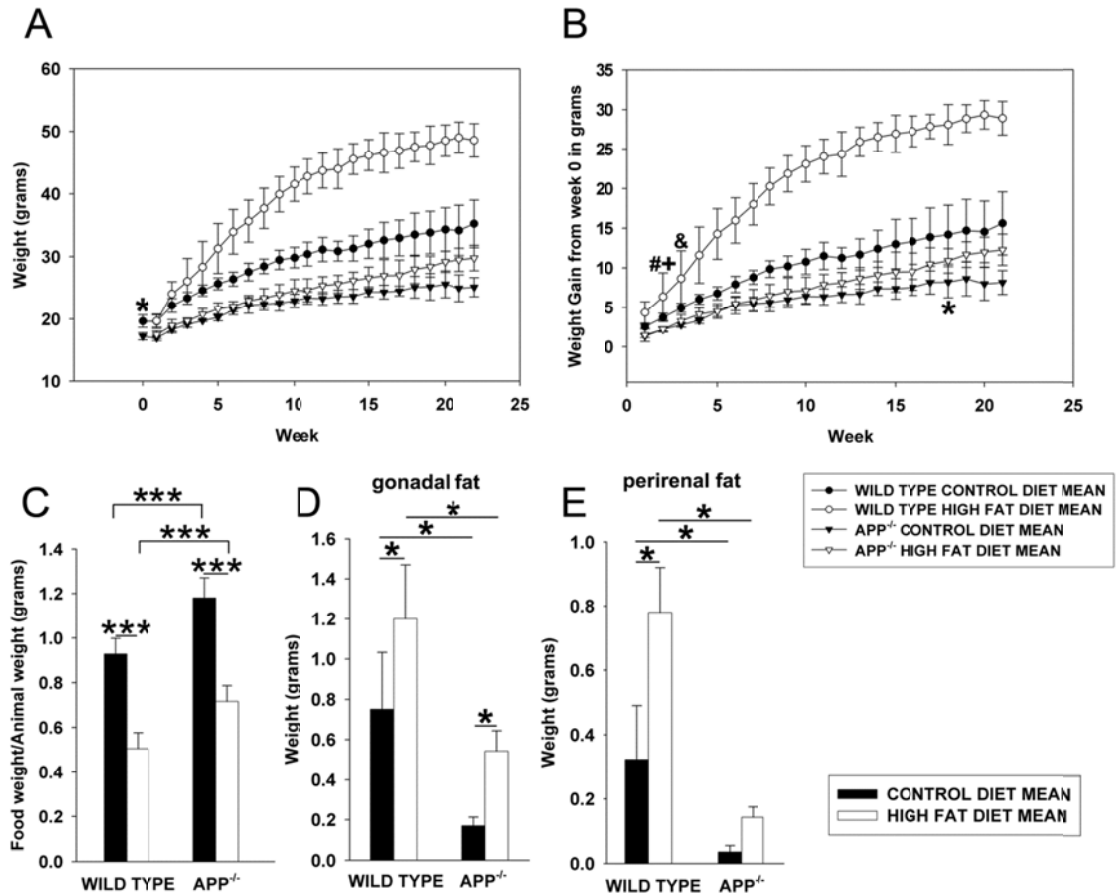 A
Weight (grams)
60
50
40
30
20
10
*
0
5
10
15
20
25
Week
B
Weight Gain from week 0 in grams
35
30
25
20
15
10
5
0
#+
&
*
0
5
10
15
20
25
Week
C
Food weight/Animal weight (grams)
1.4
1.2
1.0
0.8
0.6
0.4
0.2
0.0
***
***
***
***
WILD TYPE
APP-/-
D
gonadal fat
Weight (grams)
1.6
1.4
1.2
1.0
0.8
0.6
0.4
0.2
0.0
*
*
*
*
WILD TYPE
APP-/-
E
perirenal fat
Weight (grams)
1.0
0.8
0.6
0.4
0.2
0.0
*
*
*
WILD TYPE
APP-/-
WILD TYPE CONTROL DIET MEAN
WILD TYPE HIGH FAT DIET MEAN
APP-/- CONTROL DIET MEAN
APP-/- HIGH FAT DIET MEAN
CONTROL DIET MEAN
HIGH FAT DIET MEAN